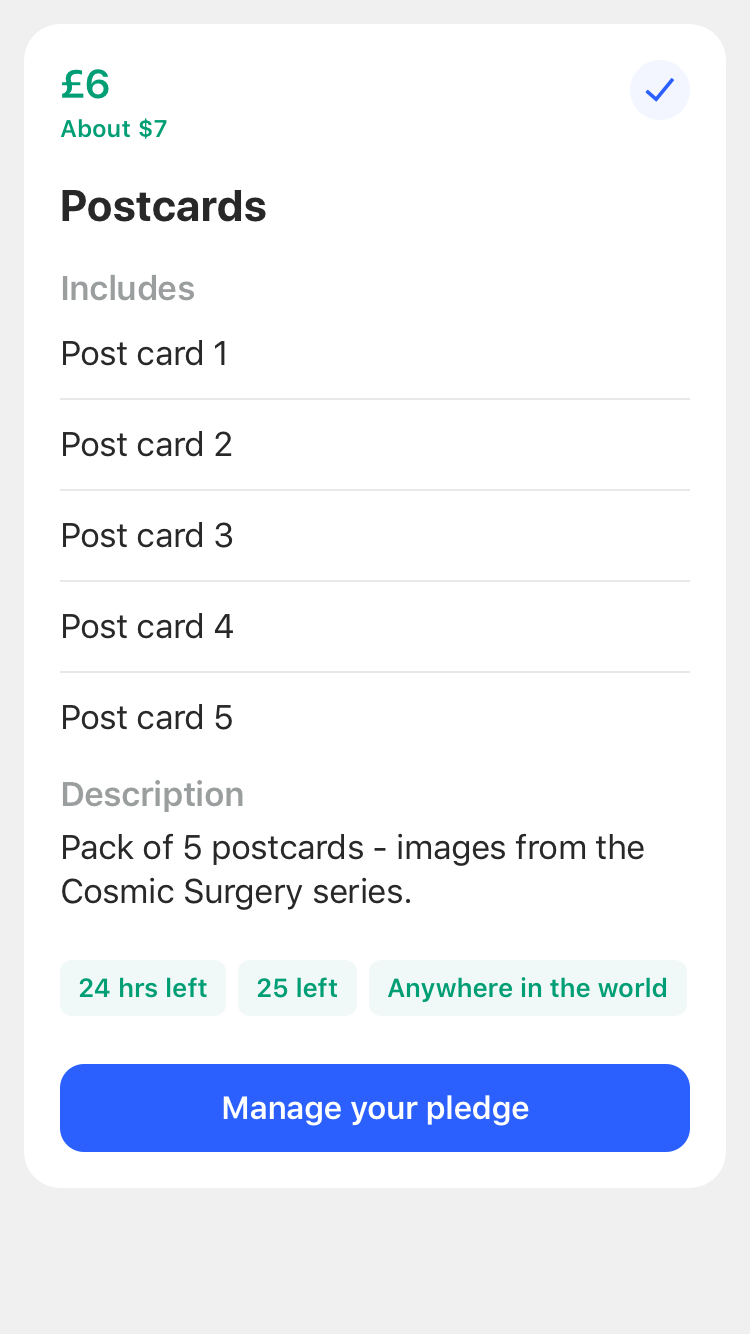 £6
About $7
Postcards
Includes
Post card 1
Post card 2
Post card 3
Post card 4
Post card 5
Description
Pack of 5 postcards - images from the
Cosmic Surgery series.
24 hrs left
25 left
Anywhere in the world
Manage your pledge